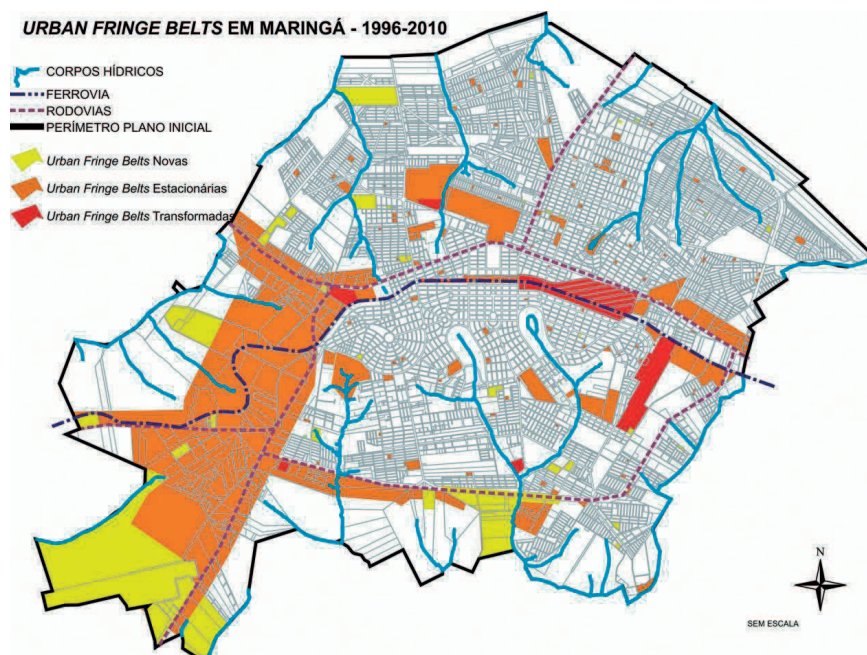 URBAN FRINGE BELTS EM MARINGÁ - 1996-2010
CORPOS HÍDRICOS
FERROVIA
RODOVIAS
PERÍMETRO PLANO INICIAL
Urban Fringe Belts Novas
Urban Fringe Belts Estacionárias
Urban Fringe Belts Transformadas
N
SEM ESCALA